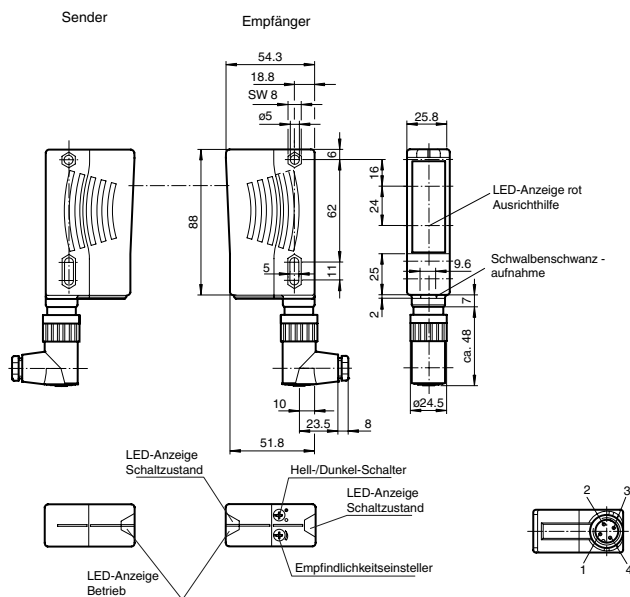 Sender
Empfänger
54.3
18.8
SW 8
ø5
25.8
6
16
24
88
62
LED-Anzeige rot
Ausrichthilfe
5
11
25
9.6
Schwalbenschwanz -
aufnahme
2
7
ca. 48
10
23.5
8
ø24.5
51.8
LED-Anzeige
Schaltzustand
Hell-/Dunkel-Schalter
LED-Anzeige
Schaltzustand
2
3
LED-Anzeige
Betrieb
Empfindlichkeitseinsteller
1
4